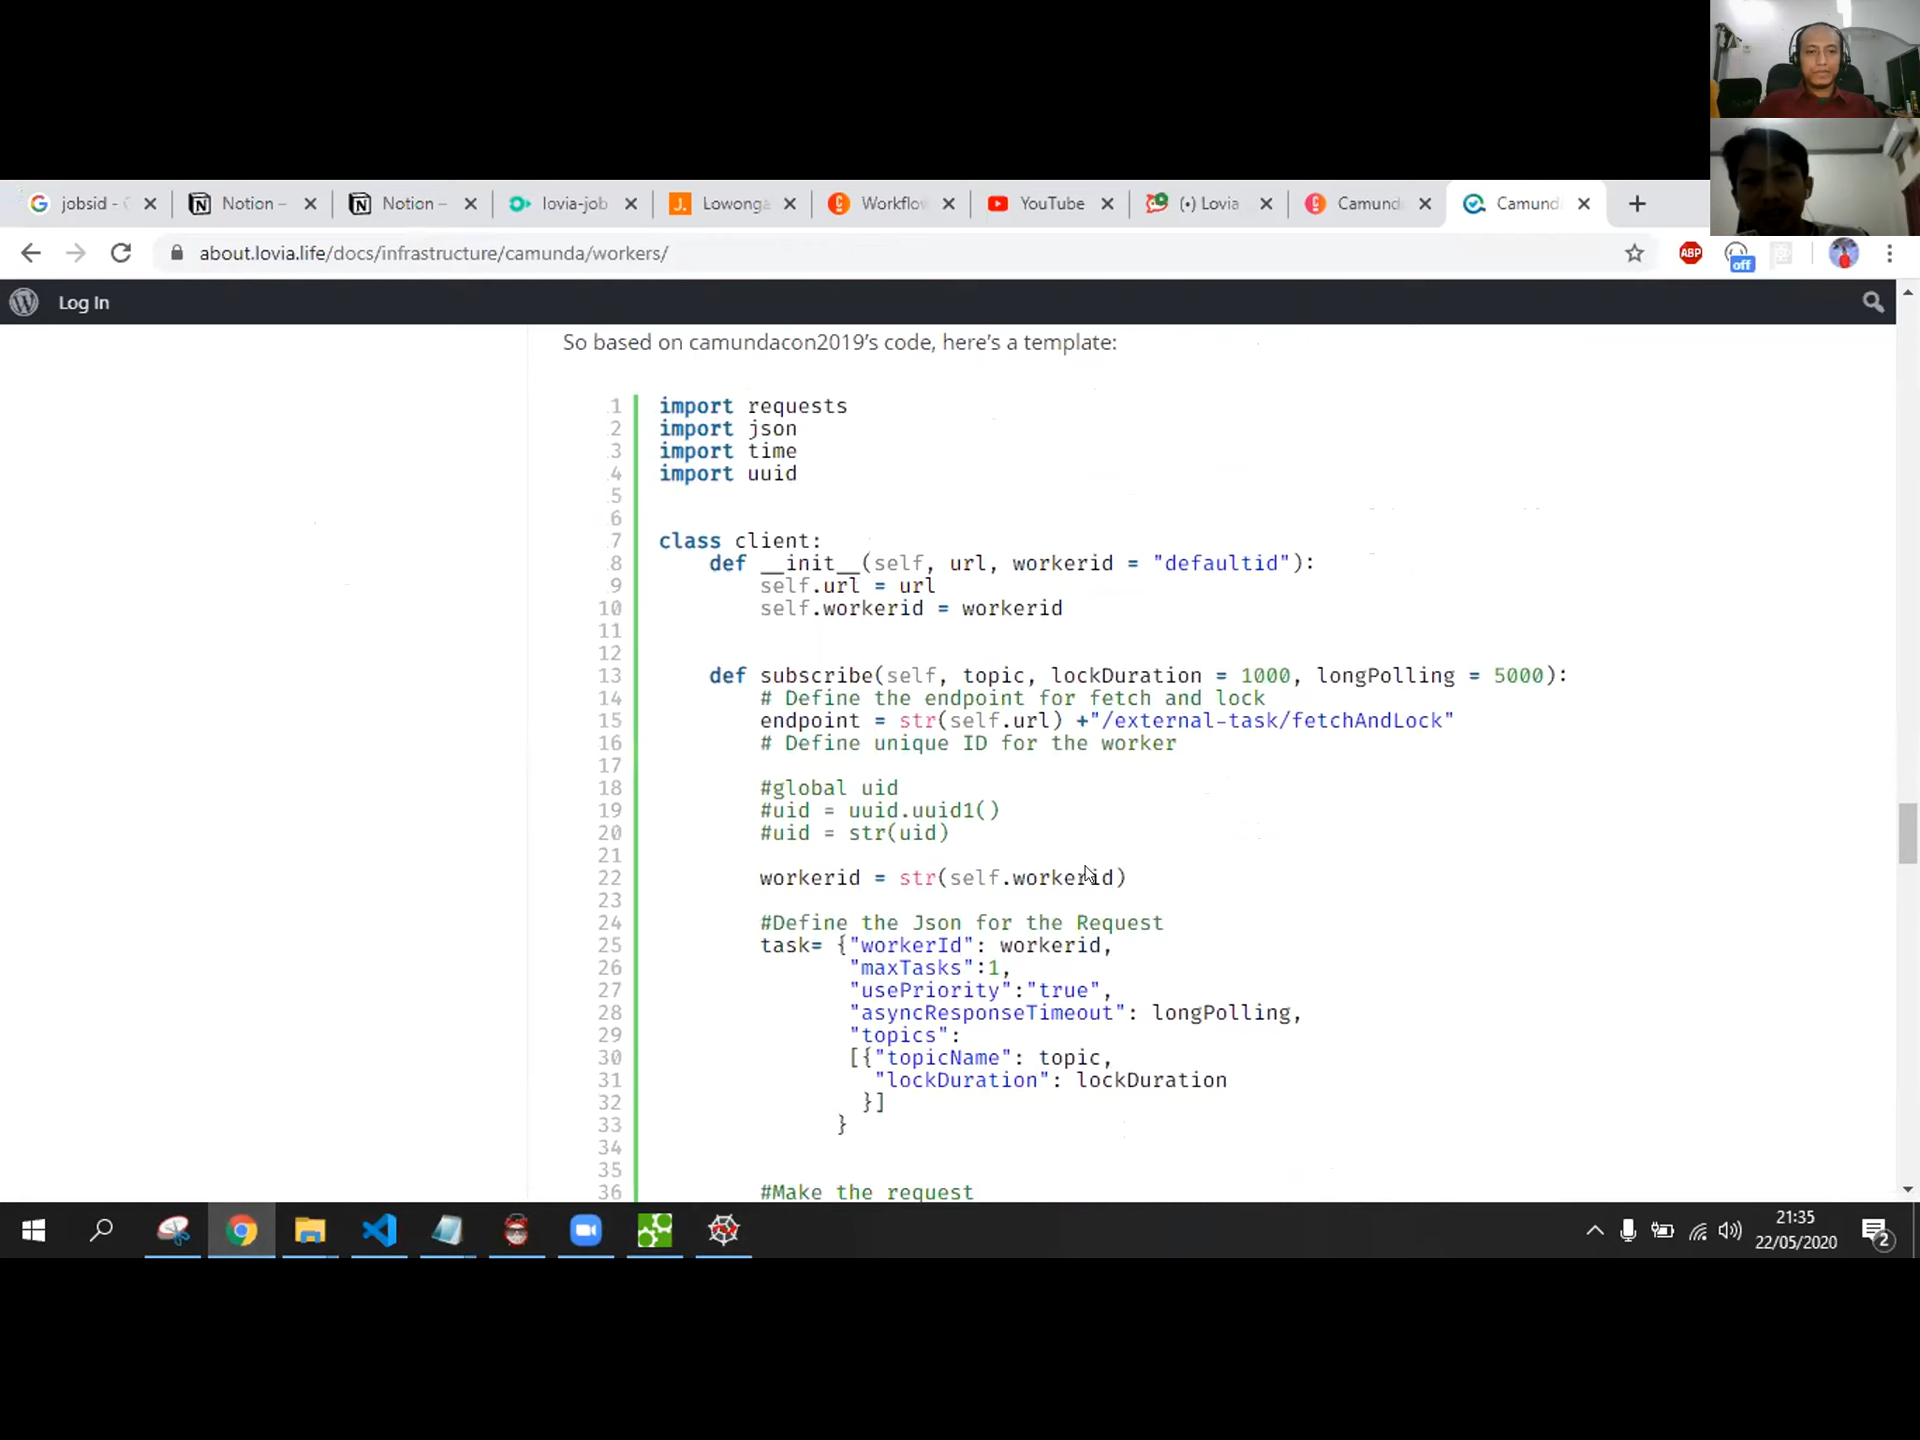 jobsid -
Notion -
Notion -
lovia-job
Lowonga
Workflo
YouTube
(•) Lovia
Camund
Camund
about.lovia.life/docs/infrastructure/camunda/workers/
ABP
off
Log In
So based on camundacon2019's code, here's a template:
1 import requests
2 import json
3 import time
4 import uuid
5
6
7 class client:
8 def __init__(self, url, workerid = "defaultid"):
9 self.url = url
10 self.workerid = workerid
11
12
13 def subscribe(self, topic, lockDuration = 1000, longPolling = 5000):
14 # Define the endpoint for fetch and lock
15 endpoint = str(self.url) +"/external-task/fetchAndLock"
16 # Define unique ID for the worker
17
18 #global uid
19 #uid = uuid.uuid1()
20 #uid = str(uid)
21
22 workerid = str(self.workerid)
23
24 #Define the Json for the Request
25 task= {"workerId": workerid,
26 "maxTasks":1,
27 "usePriority":"true",
28 "asyncResponseTimeout": longPolling,
29 "topics":
30 [{"topicName": topic,
31 "lockDuration": lockDuration
32 }]
33 }
34
35
36 #Make the request
21:35
22/05/2020
2